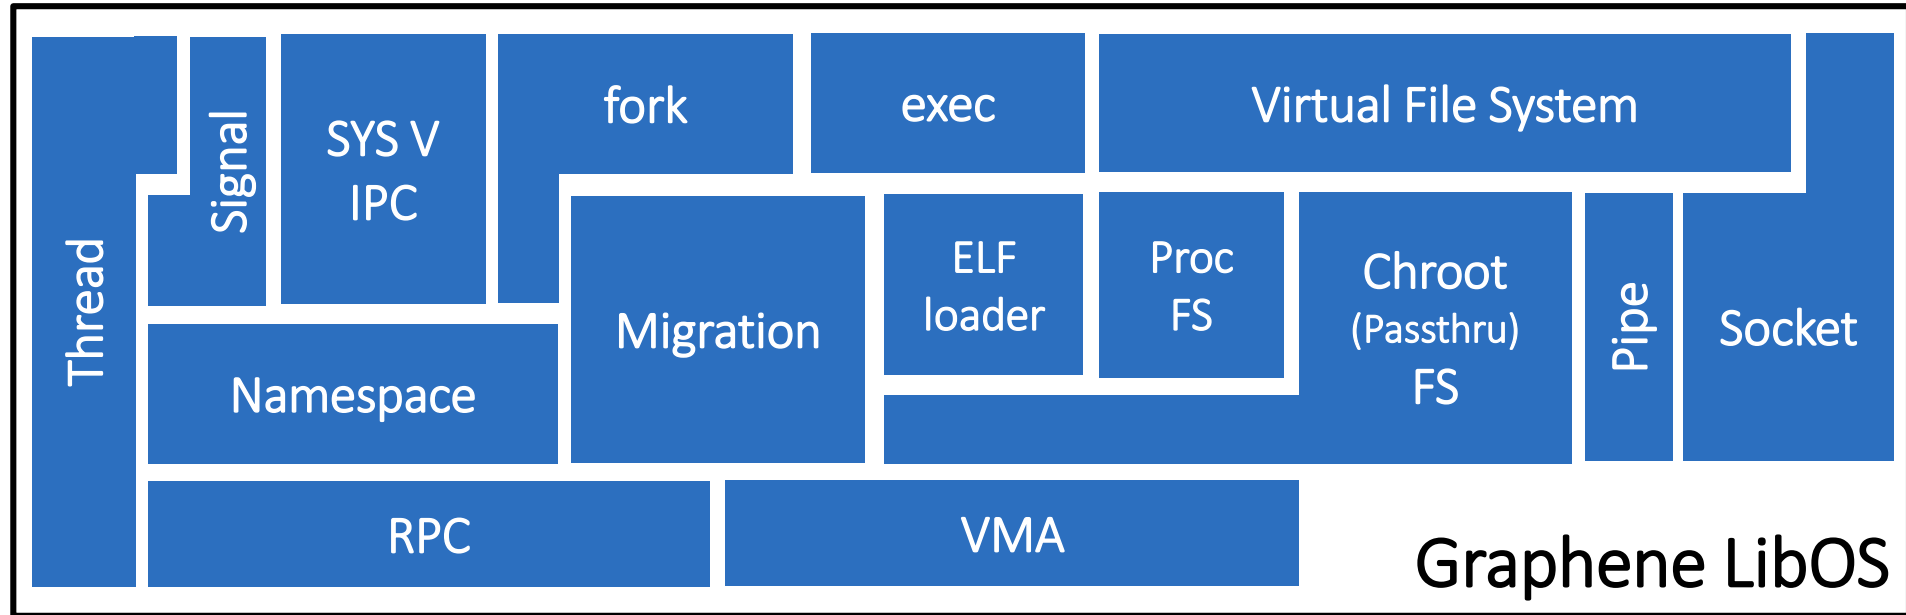 Thread
Signal
SYS V
IPC
fork
exec
Virtual File System
Namespace
Migration
ELF
loader
Proc
FS
Chroot
(Passthru)
FS
Pipe
Socket
RPC
VMA
Graphene LibOS